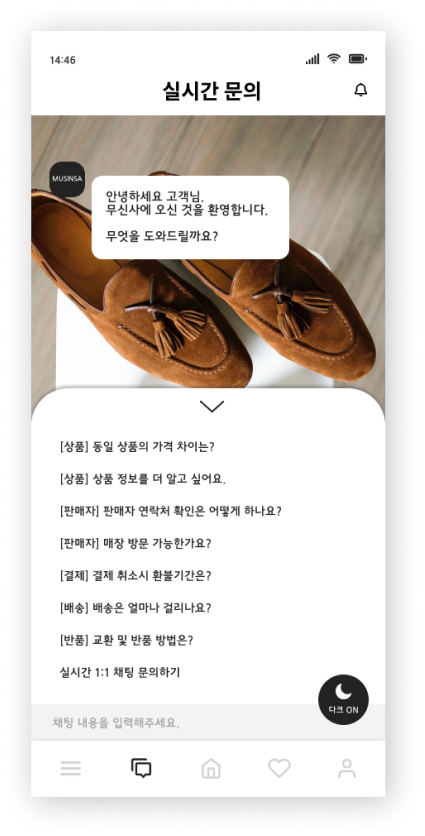 14:46
실시간 문의
MUSINSA
안녕하세요 고객님.
무신사에 오신 것을 환영합니다.
무엇을 도와드릴까요?
[상품] 동일 상품의 가격 차이는?
[상품] 상품 정보를 더 알고 싶어요.
[판매자] 판매자 연락처 확인은 어떻게 하나요?
[판매자] 매장 방문 가능한가요?
[결제] 결제 취소시 환불기간은?
[배송] 배송은 얼마나 걸리나요?
[반품] 교환 및 반품 방법은?
실시간 1:1 채팅 문의하기
다크 ON
채팅 내용을 입력해주세요.